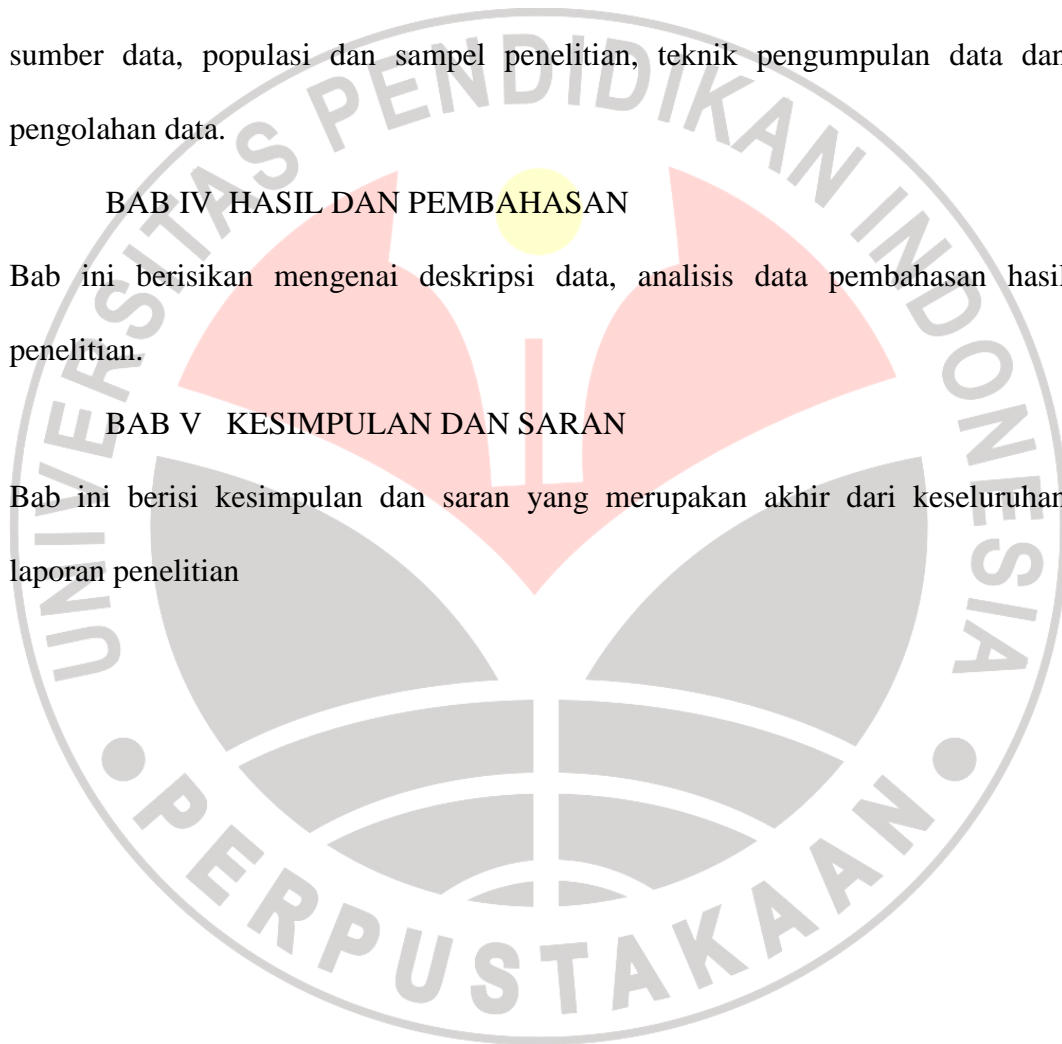 sumber data, populasi dan sampel penelitian, teknik pengumpulan data dan
pengolahan data.
BAB IV HASIL DAN PEMBAHASAN
Bab ini berisikan mengenai deskripsi data, analisis data pembahasan hasil
penelitian.
BAB V KESIMPULAN DAN SARAN
Bab ini berisi kesimpulan dan saran yang merupakan akhir dari keseluruhan
laporan penelitian
UNIVERSITAS PENDIDIKAN INDONESIA
PERPUSTAKAAN